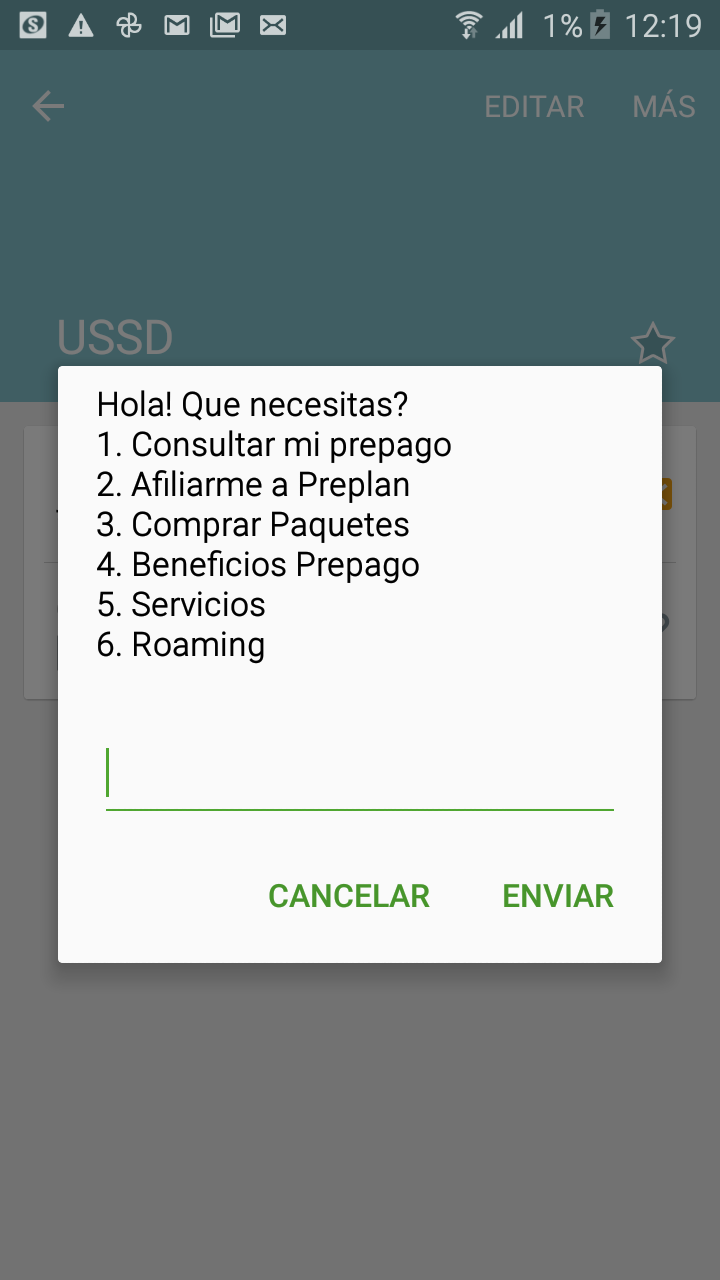 1% 12:19
EDITAR MÁS
USSD
Hola! Que necesitas?
1. Consultar mi prepago
2. Afiliarme a Preplan
3. Comprar Paquetes
4. Beneficios Prepago
5. Servicios
6. Roaming
CANCELAR ENVIAR